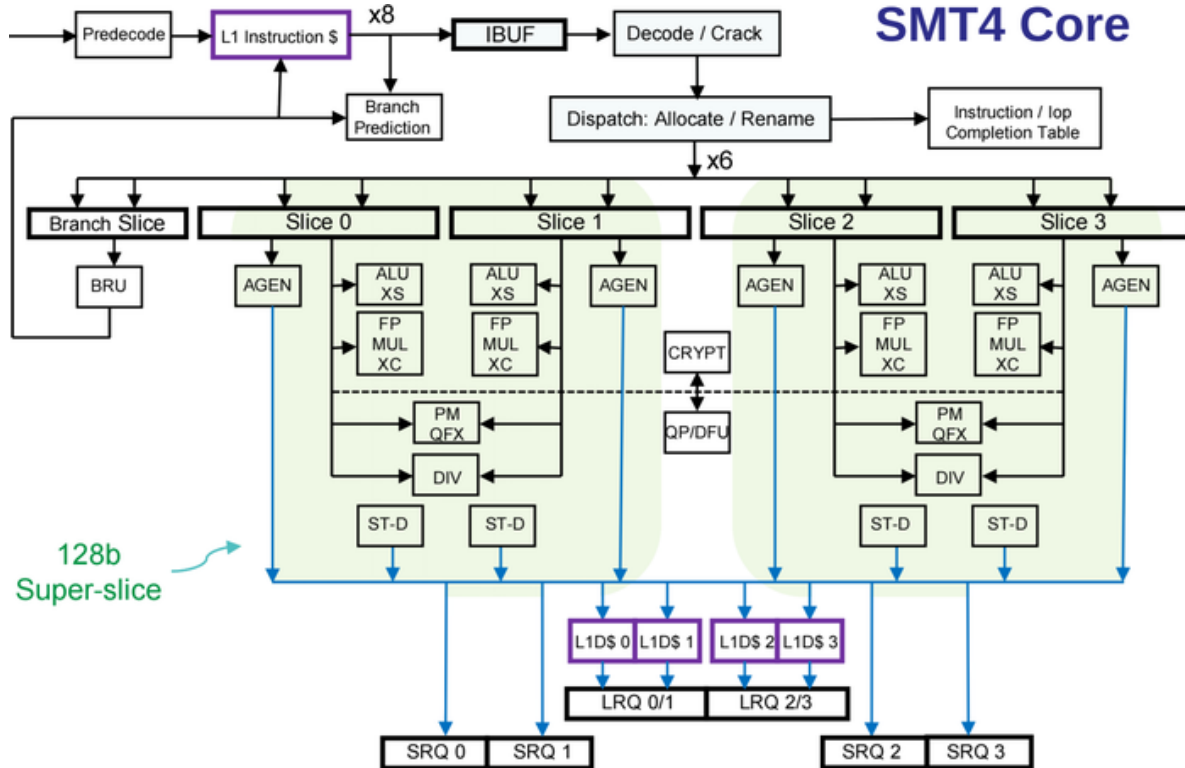 SMT4 Core
x8
Predecode
L1 Instruction $
IBUF
Decode / Crack
Branch
Prediction
Dispatch: Allocate / Rename
Instruction / Iop
Completion Table
x6
Branch Slice
Slice 0
Slice 1
Slice 2
Slice 3
BRU
AGEN
ALU
XS
ALU
XS
AGEN
AGEN
ALU
XS
ALU
XS
AGEN
FP
MUL
XC
FP
MUL
XC
FP
MUL
XC
FP
MUL
XC
CRYPT
QP/DFU
PM
QFX
PM
QFX
DIV
DIV
ST-D
ST-D
ST-D
ST-D
128b
Super-slice
L1D$ 0
L1D$ 1
L1D$ 2
L1D$ 3
LRQ 0/1
LRQ 2/3
SRQ 0
SRQ 1
SRQ 2
SRQ 3